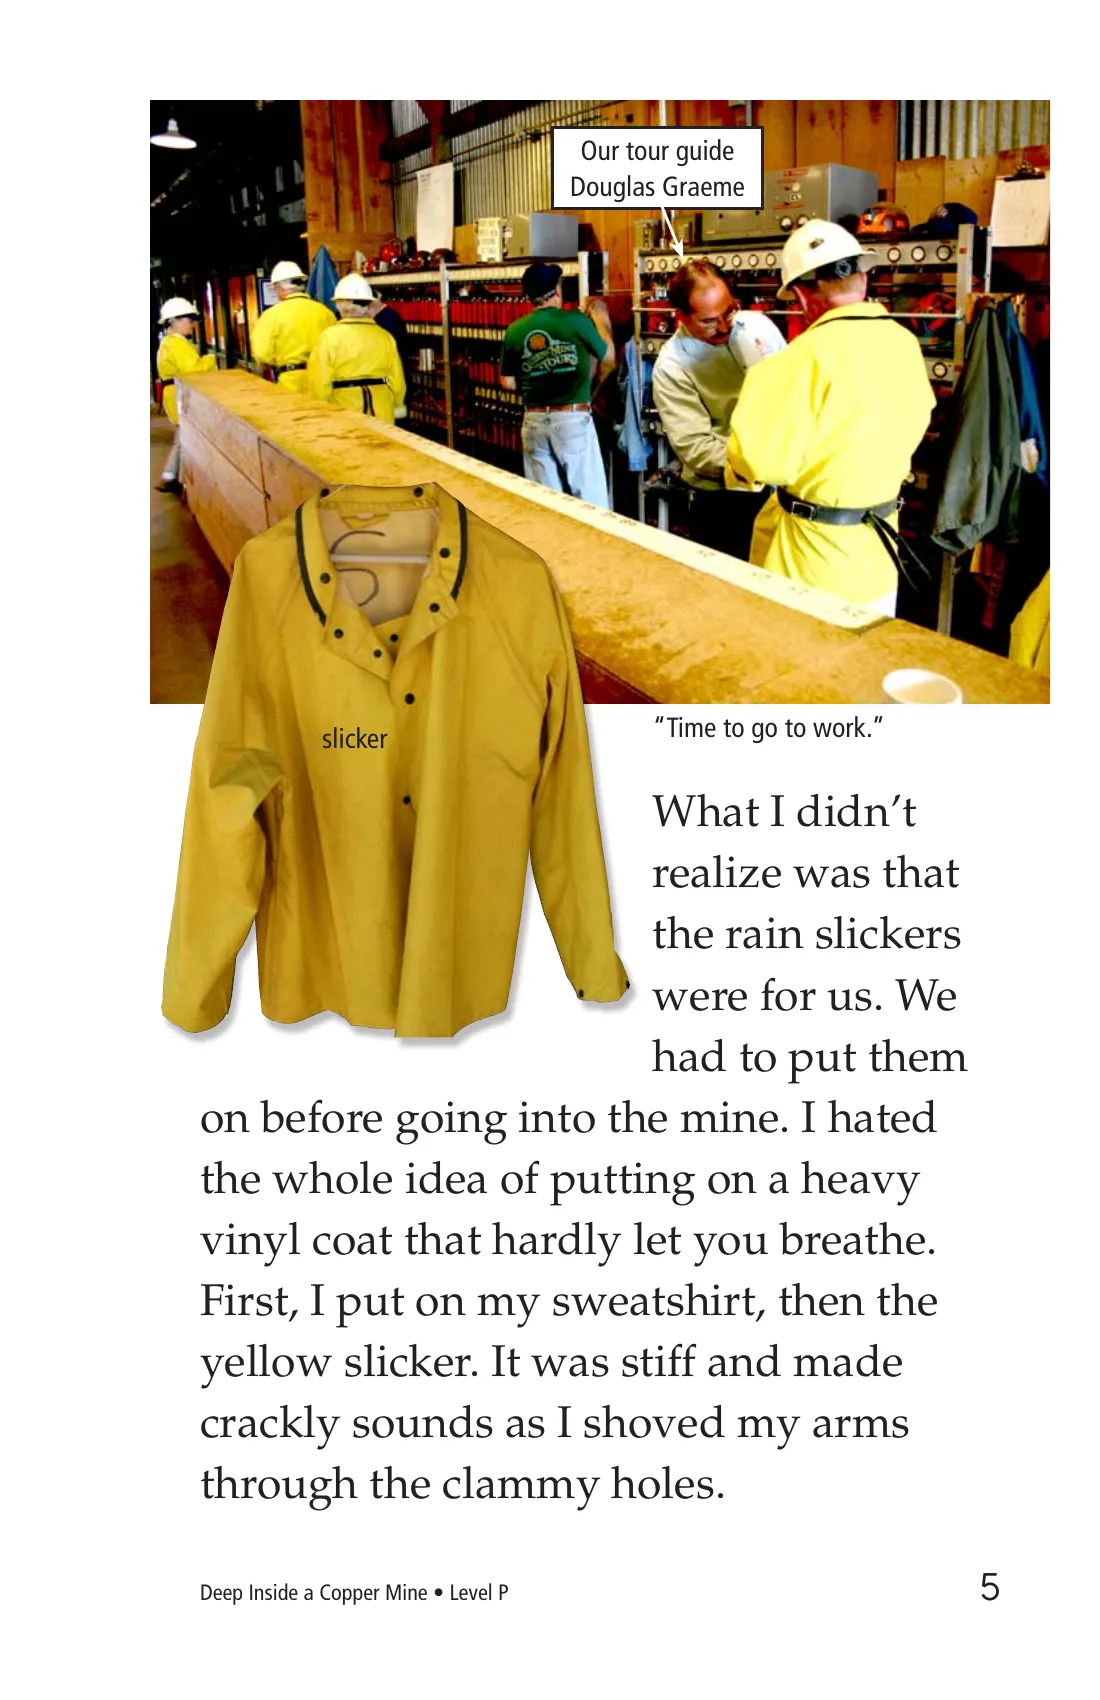 Our tour guide
Douglas Graeme
QUEEN MINE
TOURS
slicker
“Time to go to work.”
What I didn’t
realize was that
the rain slickers
were for us. We
had to put them
on before going into the mine. I hated
the whole idea of putting on a heavy
vinyl coat that hardly let you breathe.
First, I put on my sweatshirt, then the
yellow slicker. It was stiff and made
crackly sounds as I shoved my arms
through the clammy holes.
Deep Inside a Copper Mine • Level P
5